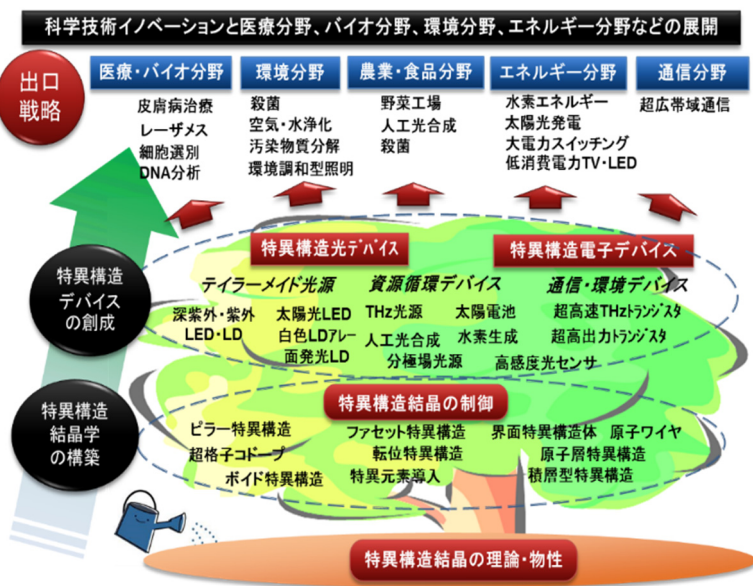 科学技術イノベーションと医療分野、バイオ分野、環境分野、エネルギー分野などの展開
出口
戦略
医療・バイオ分野
皮膚病治療
レーザメス
細胞選別
DNA分析
環境分野
殺菌
空気・水浄化
汚染物質分解
環境調和型照明
農業・食品分野
野菜工場
人工光合成
殺菌
エネルギー分野
水素エネルギー
太陽光発電
大電力スイッチング
低消費電力TV・LED
通信分野
超広帯域通信
特異構造
デバイス
の創成
特異構造光デバイス
特異構造電子デバイス
テイラーメイド光源
資源循環デバイス
通信・環境デバイス
深紫外・紫外
LED・LD
太陽光LED
白色LDアレー
面発光LD
THz光源
太陽電池
人工光合成
水素生成
分極場光源
超高速THzトランジスタ
超高出力トランジスタ
高感度光センサ
特異構造
結晶学
の構築
特異構造結晶の制御
ピラー特異構造
超格子コドープ
ボイド特異構造
ファセット特異構造
転位特異構造
特異元素導入
界面特異構造体
原子ワイヤ
原子層特異構造
積層型特異構造
特異構造結晶の理論・物性